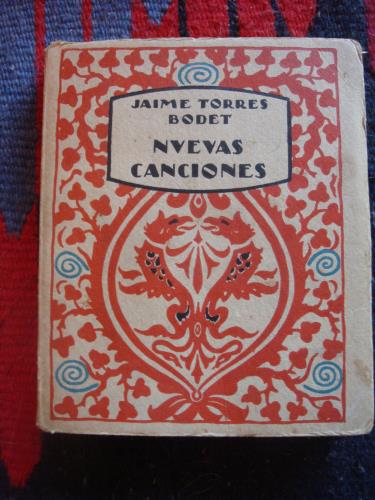 JAIME TORRES
BODET
NVEVAS
CANCIONES